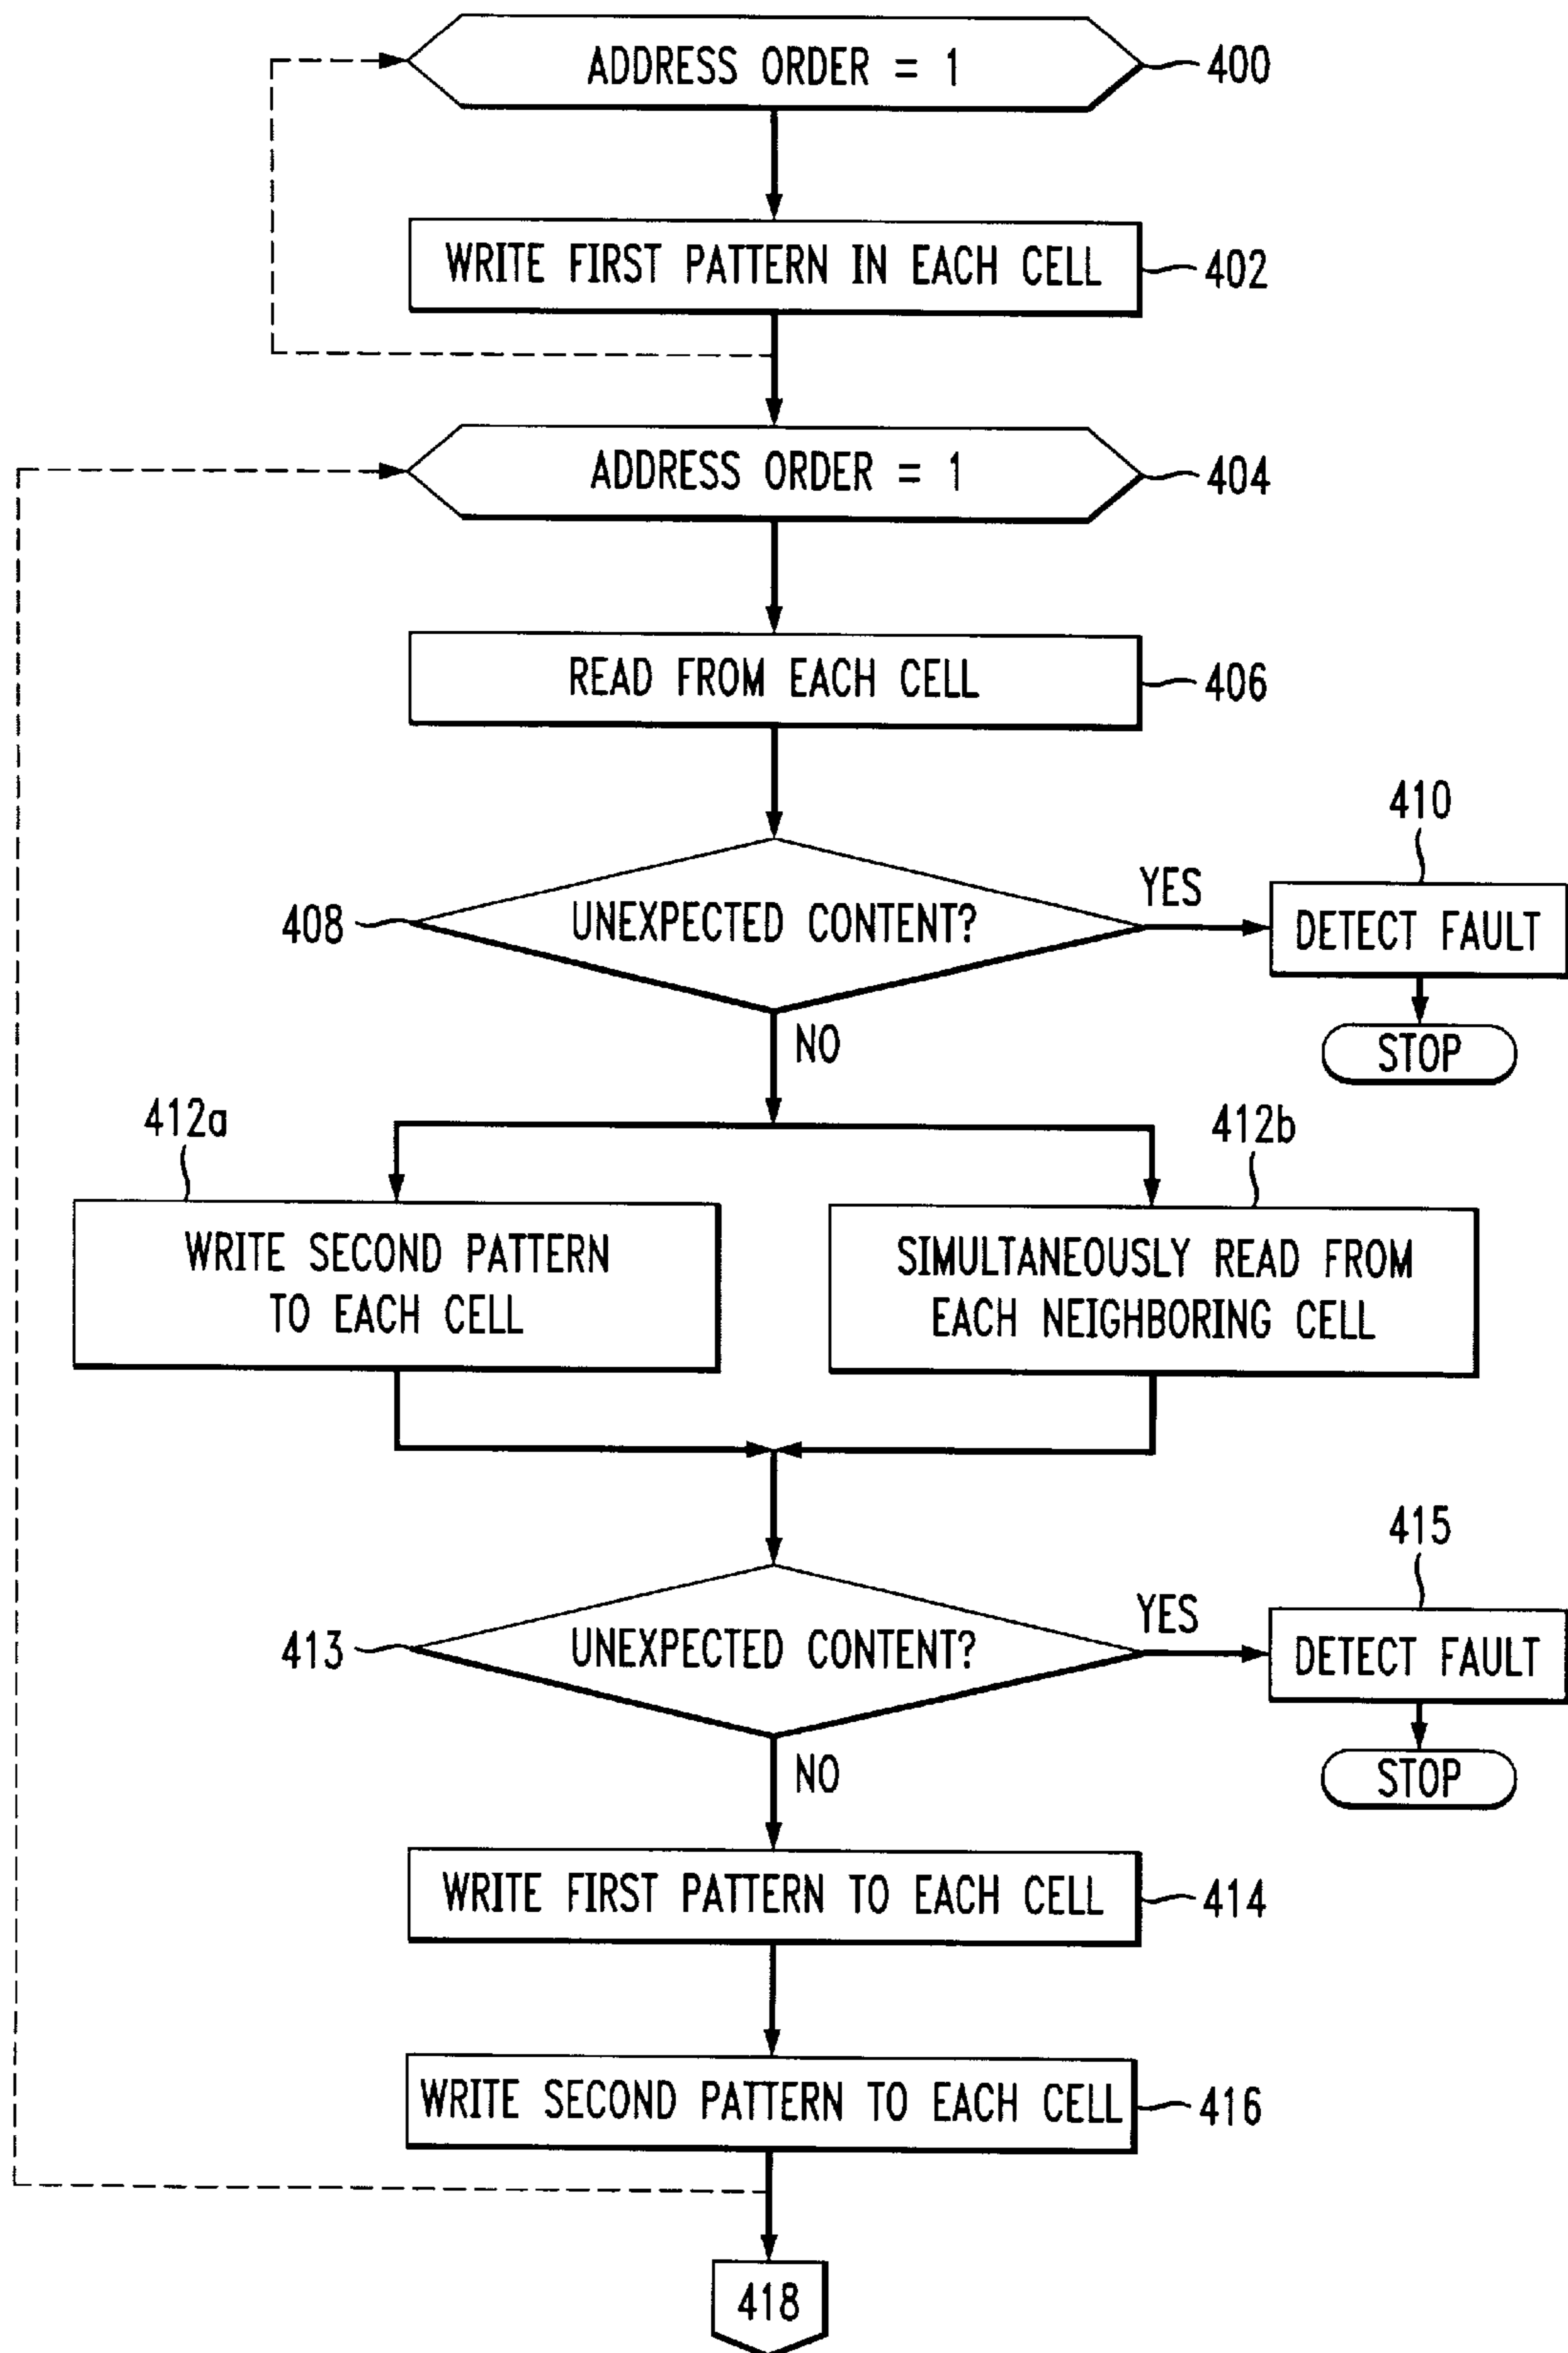 ADDRESS ORDER = 1
400
WRITE FIRST PATTERN IN EACH CELL
402
ADDRESS ORDER = 1
404
READ FROM EACH CELL
406
408
UNEXPECTED CONTENT?
YES
410
DETECT FAULT
STOP
NO
412a
WRITE SECOND PATTERN
TO EACH CELL
412b
SIMULTANEOUSLY READ FROM
EACH NEIGHBORING CELL
413
UNEXPECTED CONTENT?
YES
415
DETECT FAULT
STOP
NO
WRITE FIRST PATTERN TO EACH CELL
414
WRITE SECOND PATTERN TO EACH CELL
416
418